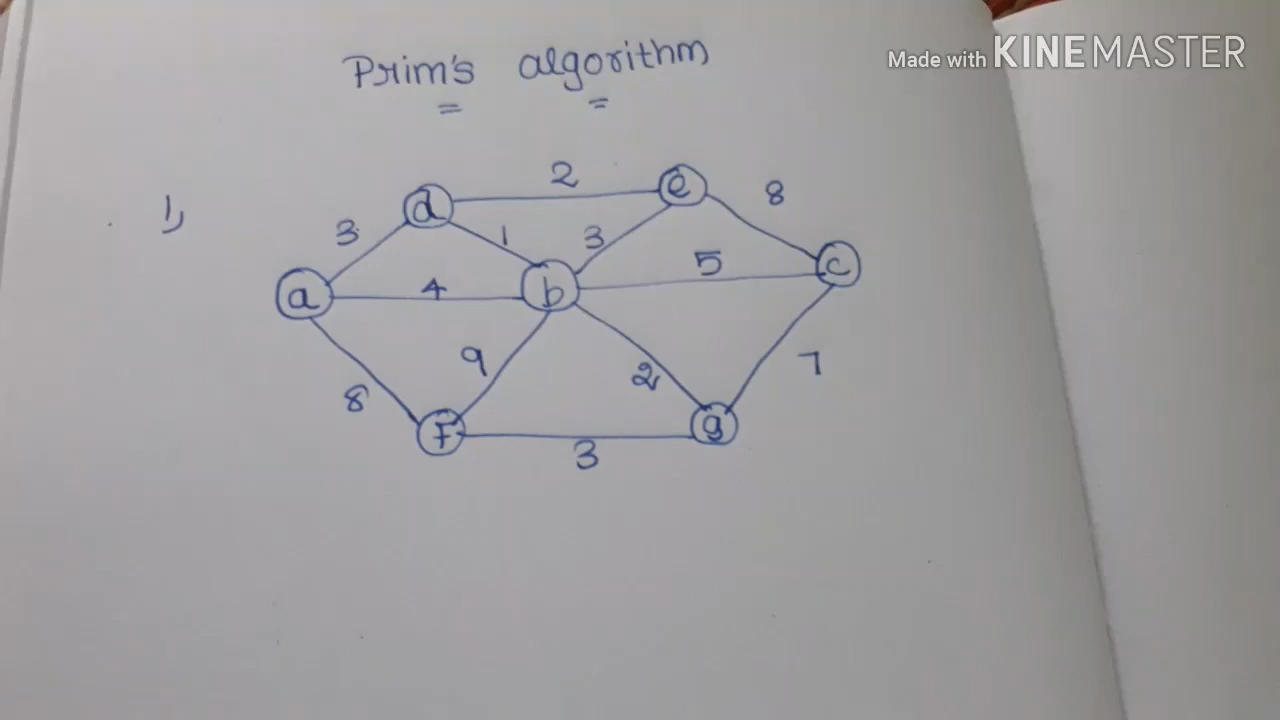 Made with KINEMASTER
Prim's algorithm
1)
2
d e 8
3 1 3
5
a 4 b c
9
8 2 7
f g
3